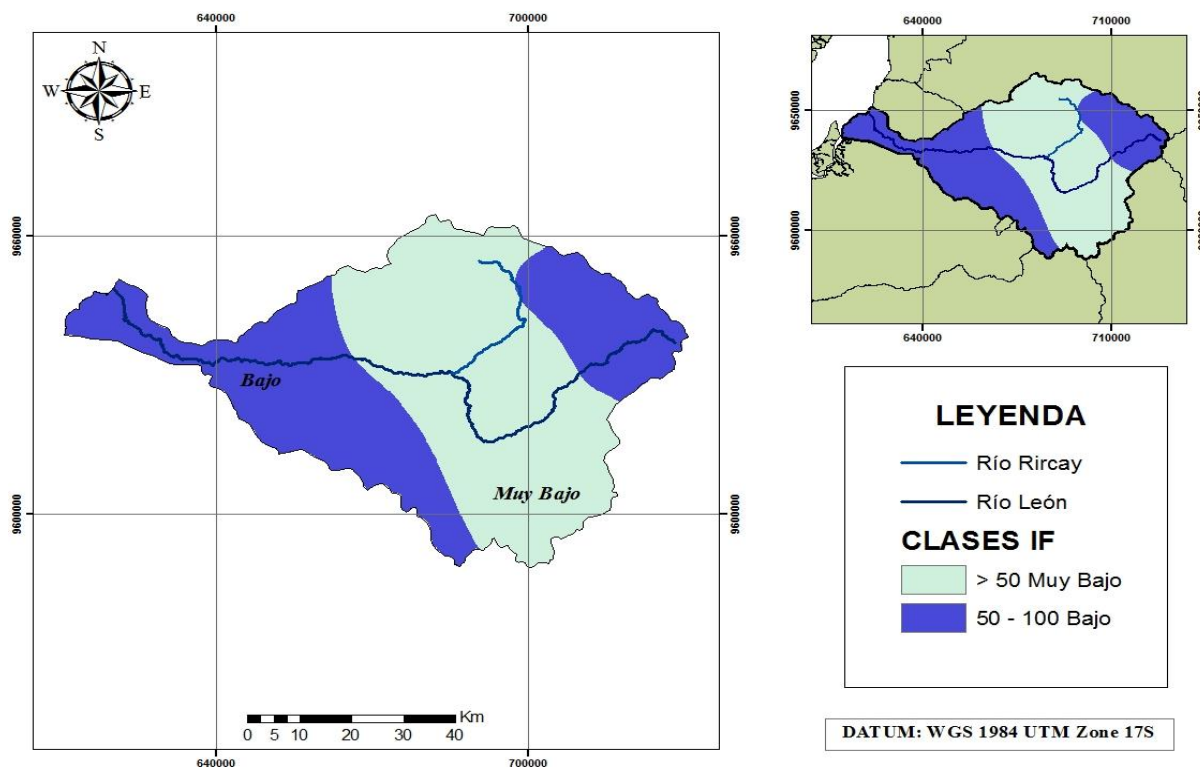 640000 700000
N
W E
S
9660000 9660000
Bajo
Muy Bajo
9600000 9600000
Km
0 5 10 20 30 40
640000 700000
640000 710000
9650000
9600000
640000 710000
LEYENDA
Río Rircay
Río León
CLASES IF
> 50 Muy Bajo
50 - 100 Bajo
DATUM: WGS 1984 UTM Zone 17S